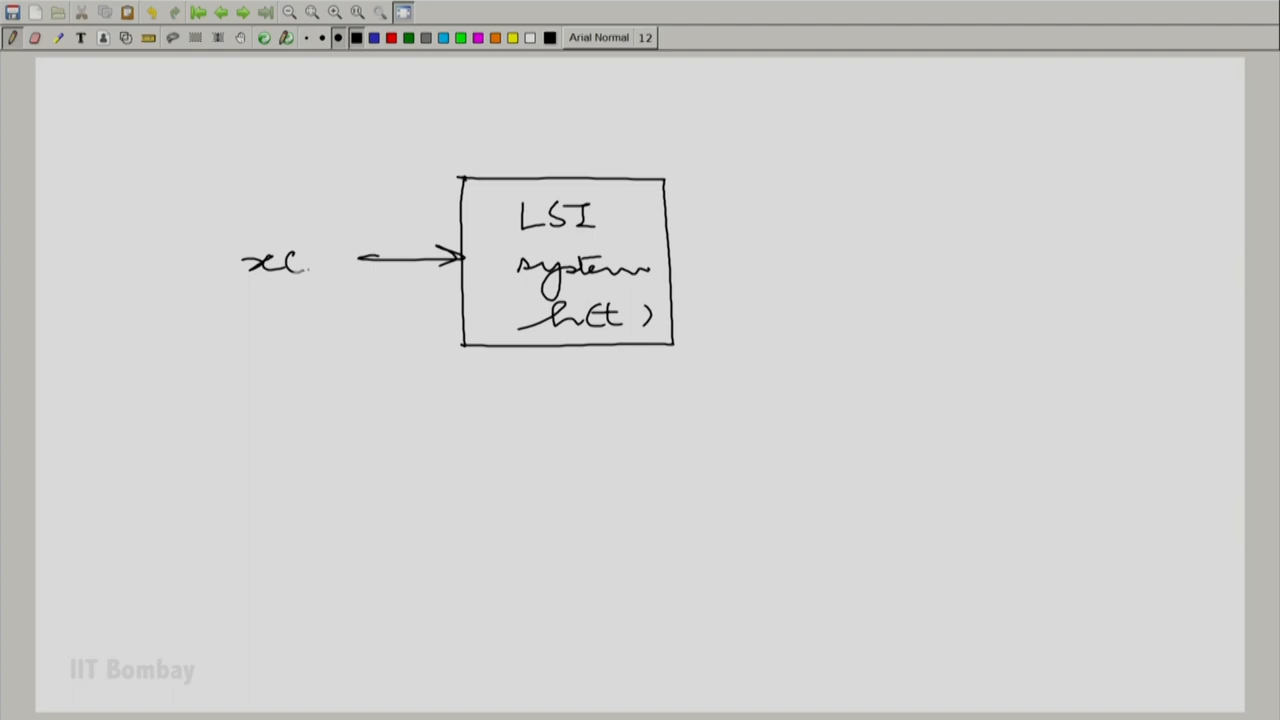 Arial Normal 12
LSI
x(
system
h(t)
IIT Bombay